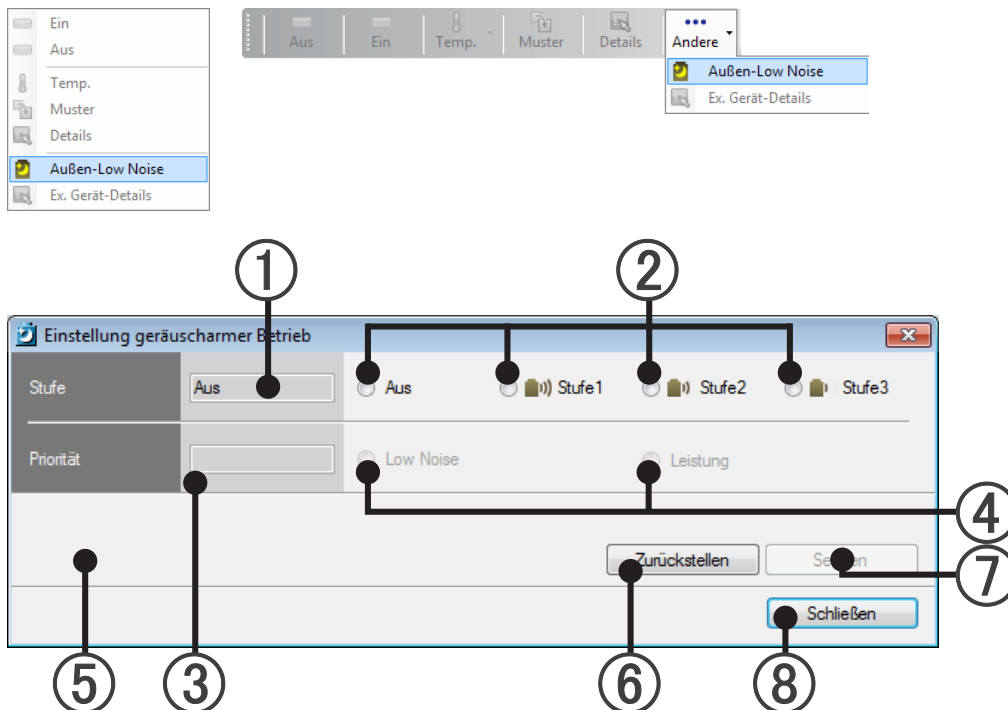 Ein
Aus
Temp.
Muster
Details
Außen-Low Noise
Ex. Gerät-Details
Aus
Ein
Temp.
Muster
Details
Andere
Außen-Low Noise
Ex. Gerät-Details
① ②
Einstellung geräuscharmer Betrieb
Stufe Aus Aus Stufe1 Stufe2 Stufe3
Priorität Low Noise Leistung
④
Zurückstellen
⑦
Schließen
⑤ ③ ⑥ ⑧